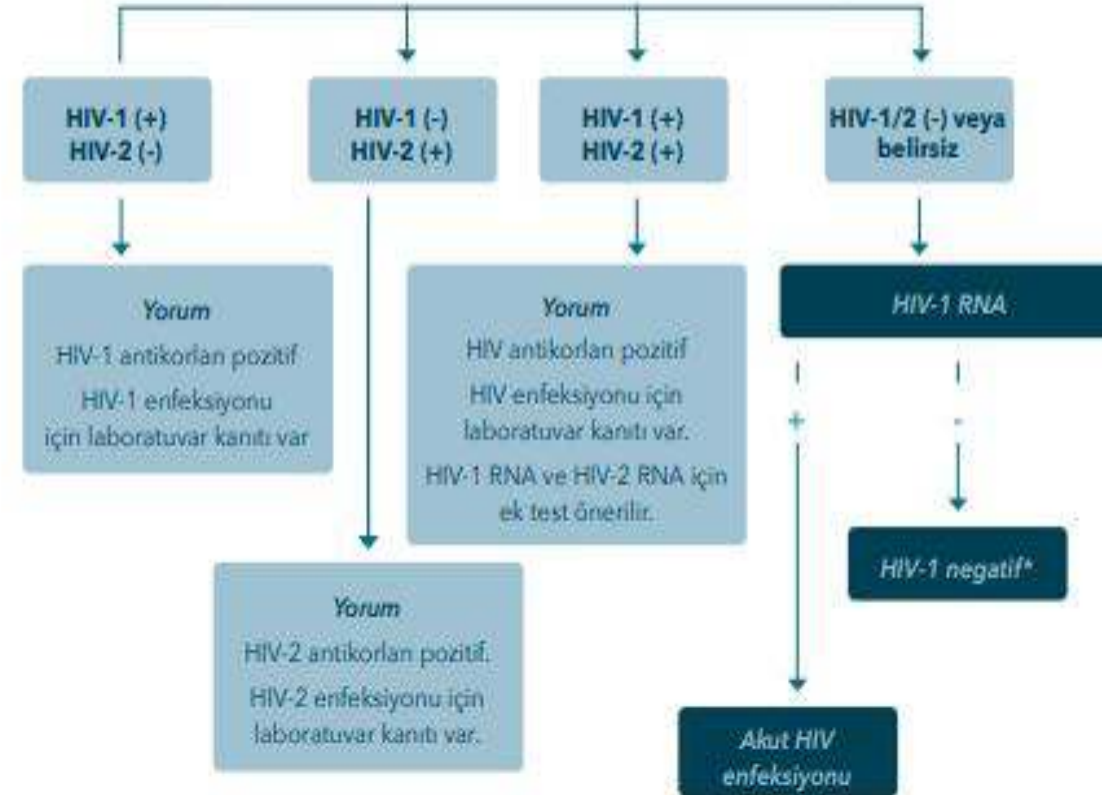 HIV-1 (+)
HIV-2 (-)
HIV-1 (-)
HIV-2 (+)
HIV-1 (+)
HIV-2 (+)
HIV-1/2 (-) veya
belirsiz
Yorum
HIV-1 antikorları pozitif
HIV-1 enfeksiyonu
için laboratuvar kanıtı var
Yorum
HIV antikorları pozitif
HIV enfeksiyonu için
laboratuvar kanıtı var.
HIV-1 RNA ve HIV-2 RNA için
ek test önerilir.
HIV-1 RNA
+
-
HIV-1 negatif*
Yorum
HIV-2 antikorları pozitif.
HIV-2 enfeksiyonu için
laboratuvar kanıtı var.
Akut HIV
enfeksiyonu